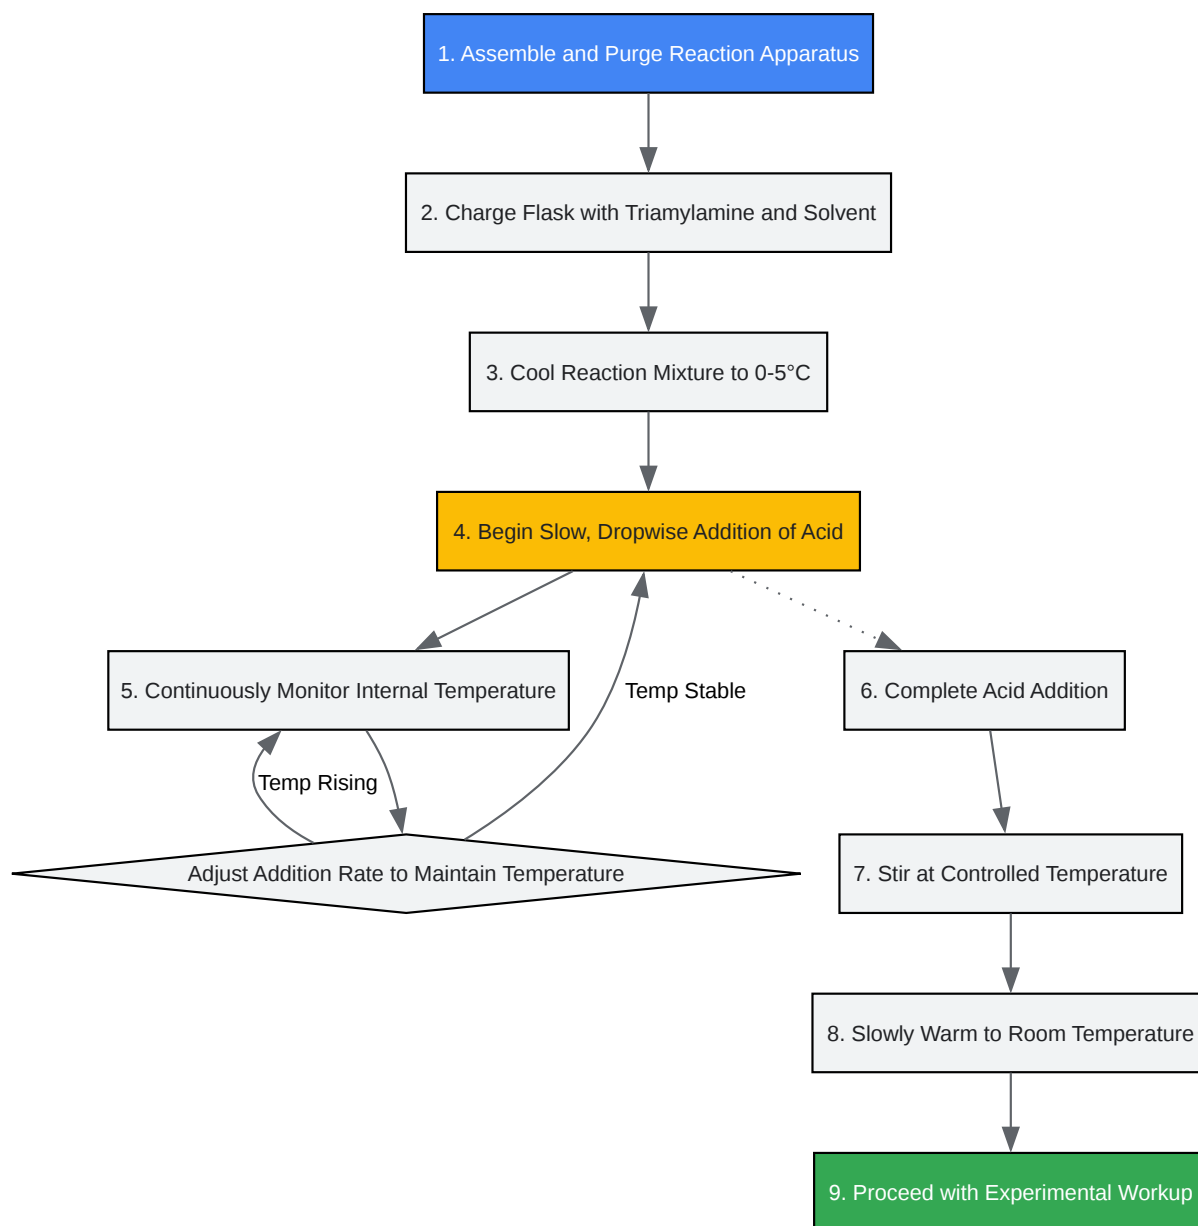 1. Assemble and Purge Reaction Apparatus
2. Charge Flask with Triamylamine and Solvent
3. Cool Reaction Mixture to 0-5°C
4. Begin Slow, Dropwise Addition of Acid
5. Continuously Monitor Internal Temperature
Temp Stable
6. Complete Acid Addition
Temp Rising
Adjust Addition Rate to Maintain Temperature
7. Stir at Controlled Temperature
8. Slowly Warm to Room Temperature
9. Proceed with Experimental Workup